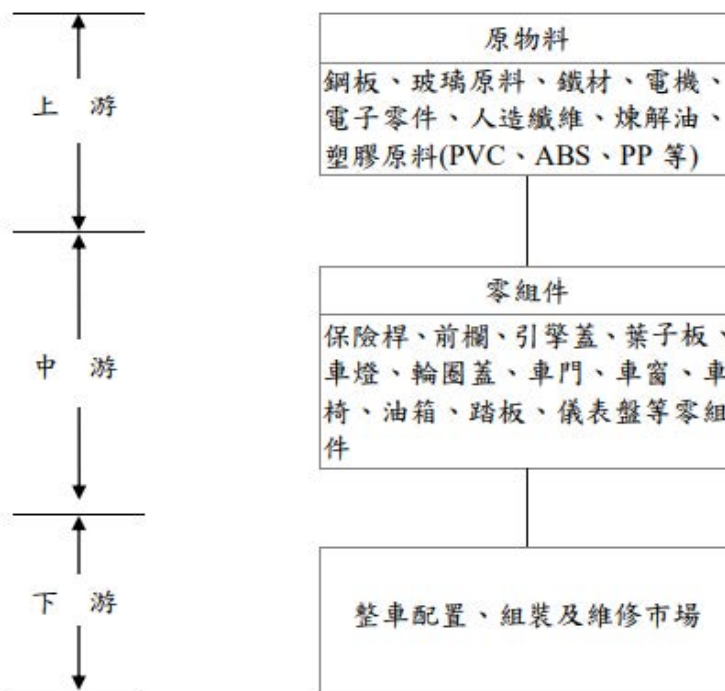 上 游
原物料
鋼板、玻璃原料、鐵材、電機、
電子零件、人造纖維、煉解油、
塑膠原料(PVC、ABS、PP 等)
中 游
零組件
保險桿、前欄、引擎蓋、葉子板、
車燈、輪圈蓋、車門、車窗、車
椅、油箱、踏板、儀表盤等零組
件
下 游
整車配置、組裝及維修市場